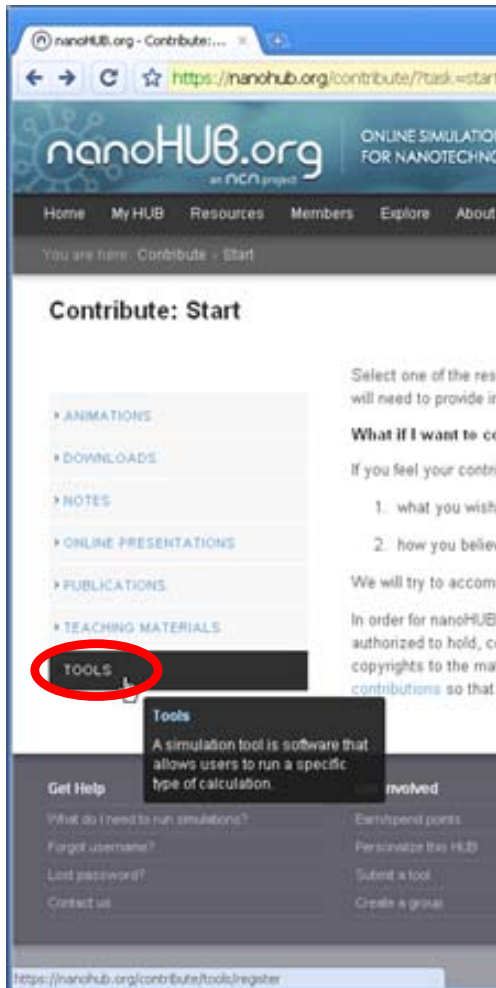 nanoHUB.org - Contribute:...
https://nanohub.org/contribute/?task=start
nanoHUB.org
an ncn project
ONLINE SIMULATIO
FOR NANOTECHNO
Home My HUB Resources Members Explore About
You are here: Contribute › Start
Contribute: Start
Select one of the res
will need to provide in
ANIMATIONS
What if I want to co
DOWNLOADS
If you feel your contri
NOTES
1. what you wish
ONLINE PRESENTATIONS
2. how you believ
PUBLICATIONS
We will try to accom
TEACHING MATERIALS
In order for nanoHUB
authorized to hold, co
TOOLS
copyrights to the ma
contributions so that
Tools
A simulation tool is software that
allows users to run a specific
type of calculation.
Get Help
nvolved
What do I need to run simulations?
Earn/spend points
Forgot username?
Personalize this HUB
Lost password?
Submit a tool
Contact us
Create a group
https://nanohub.org/contribute/tools/register